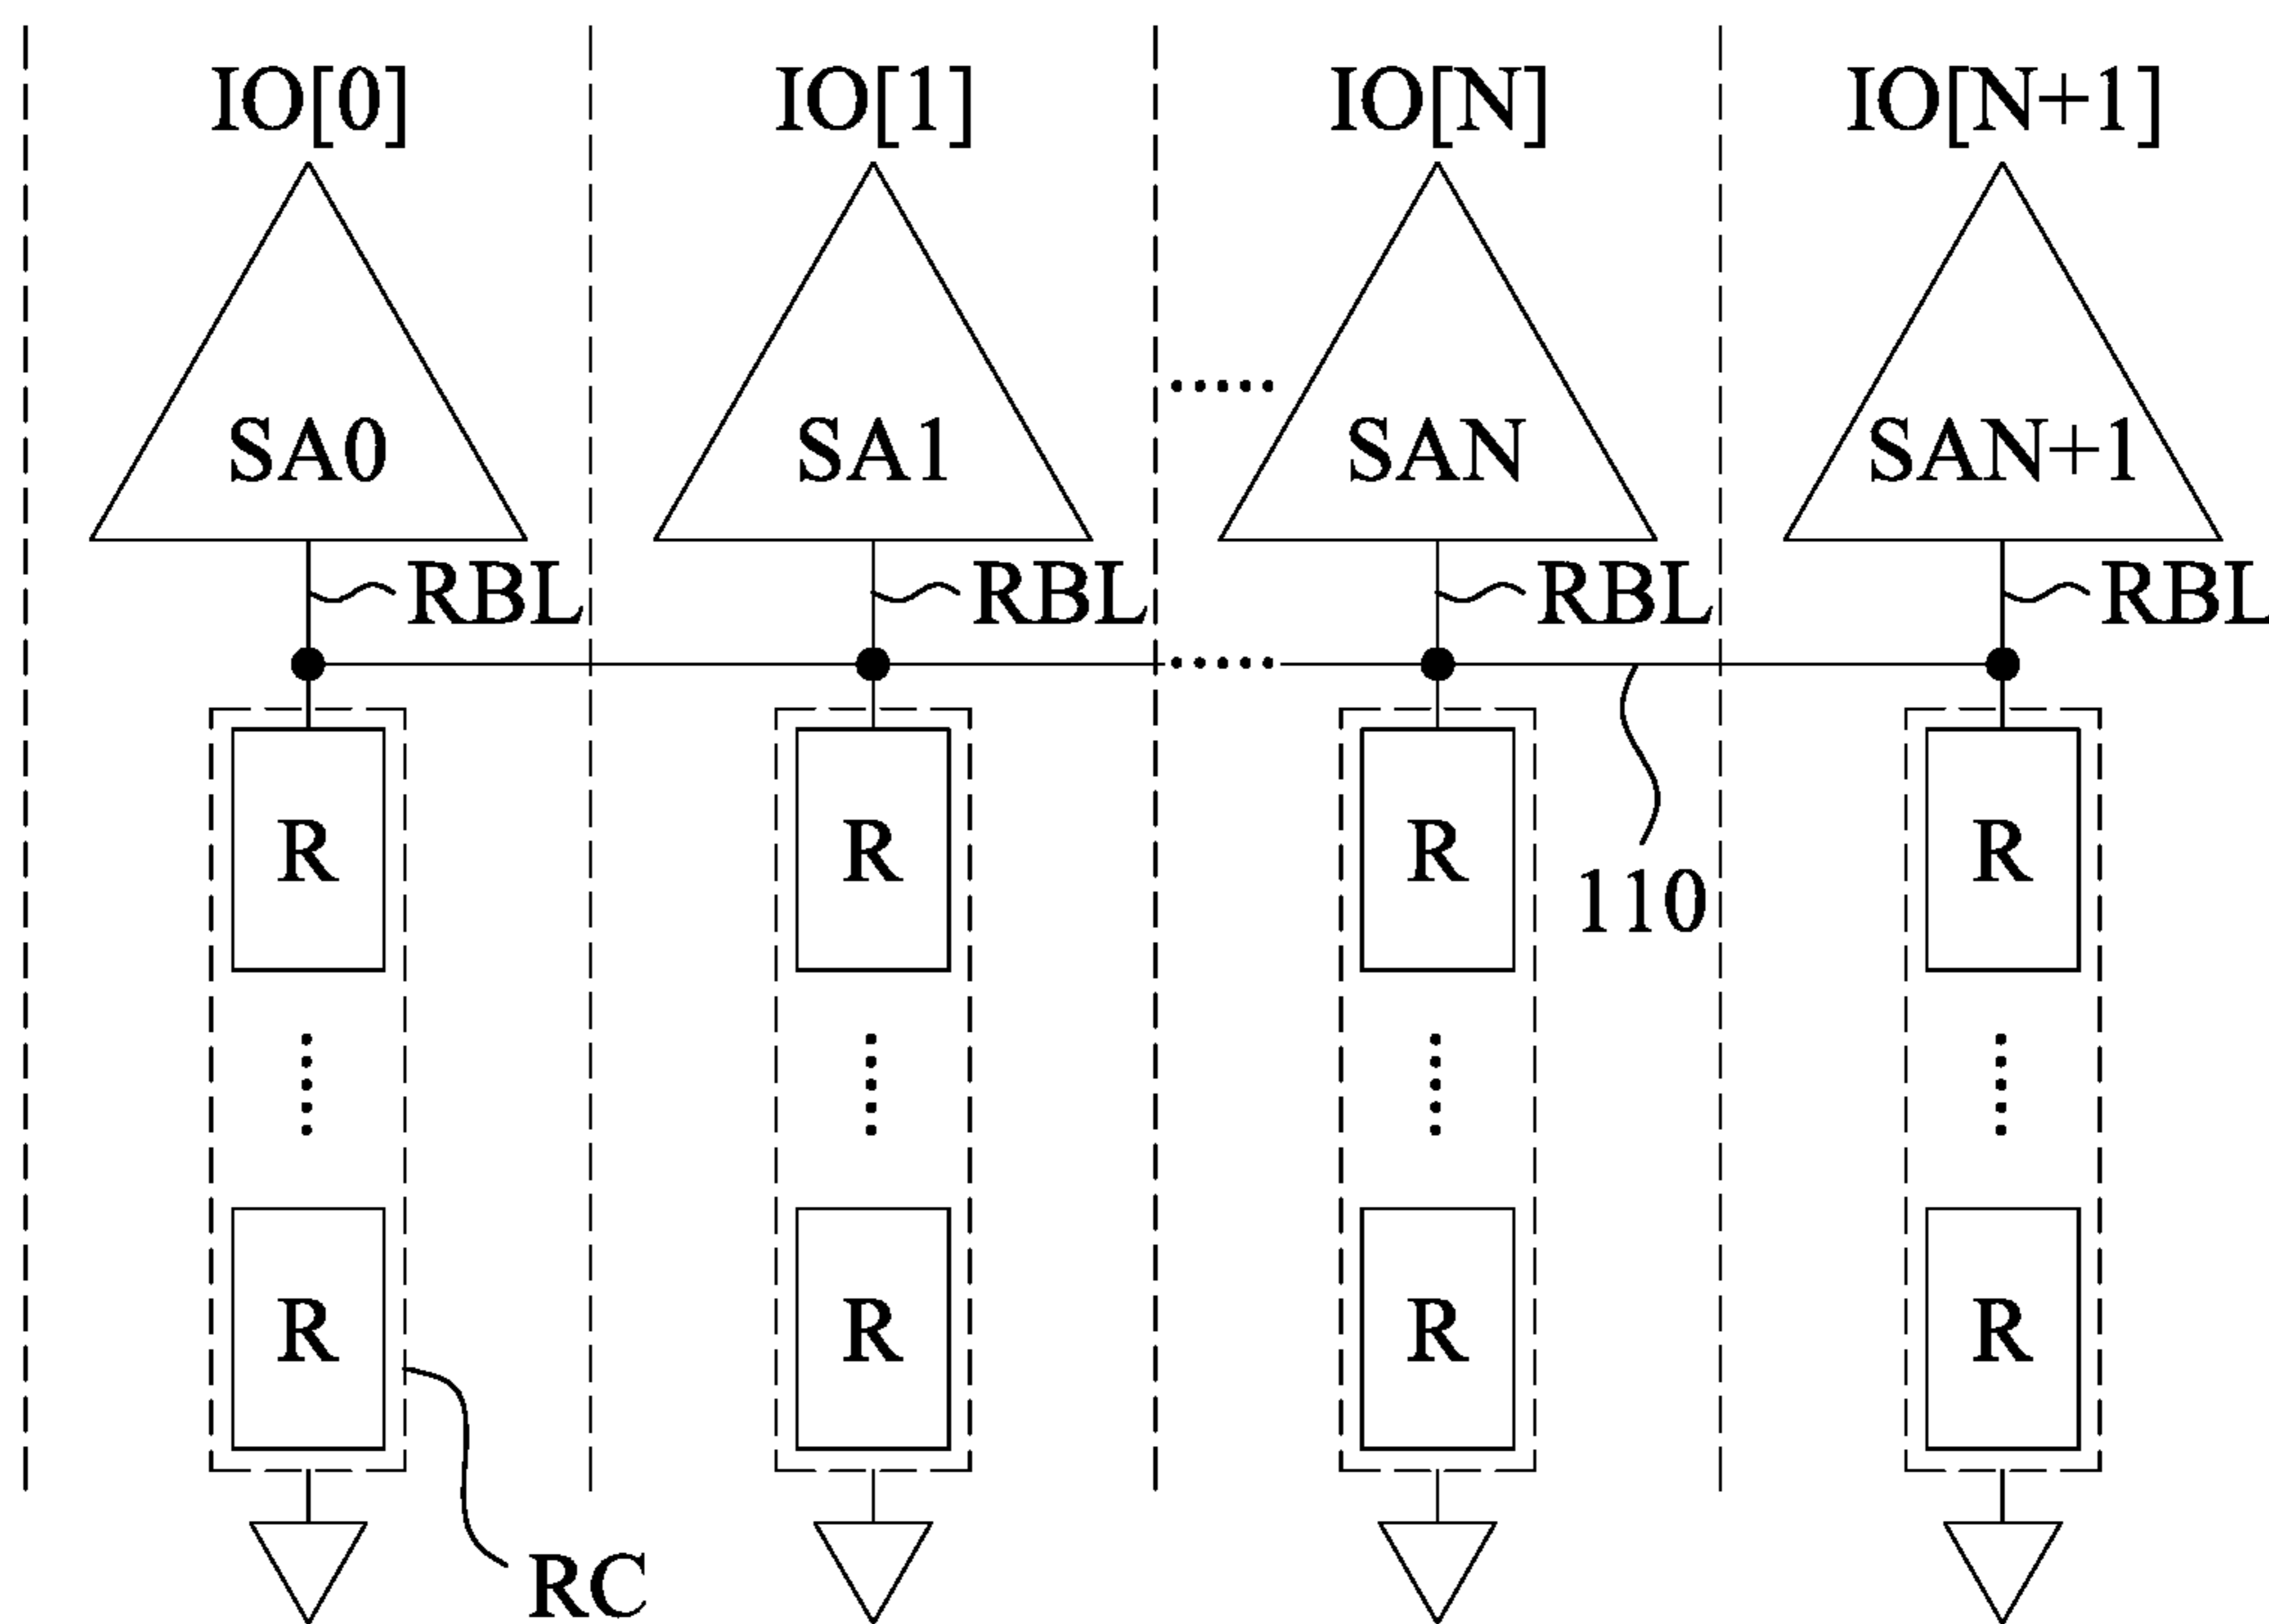 IO[0] IO[1] IO[N] IO[N+1]
SA0 SA1 SAN SAN+1
RBL RBL RBL RBL
R R R R
110
R R R R
RC